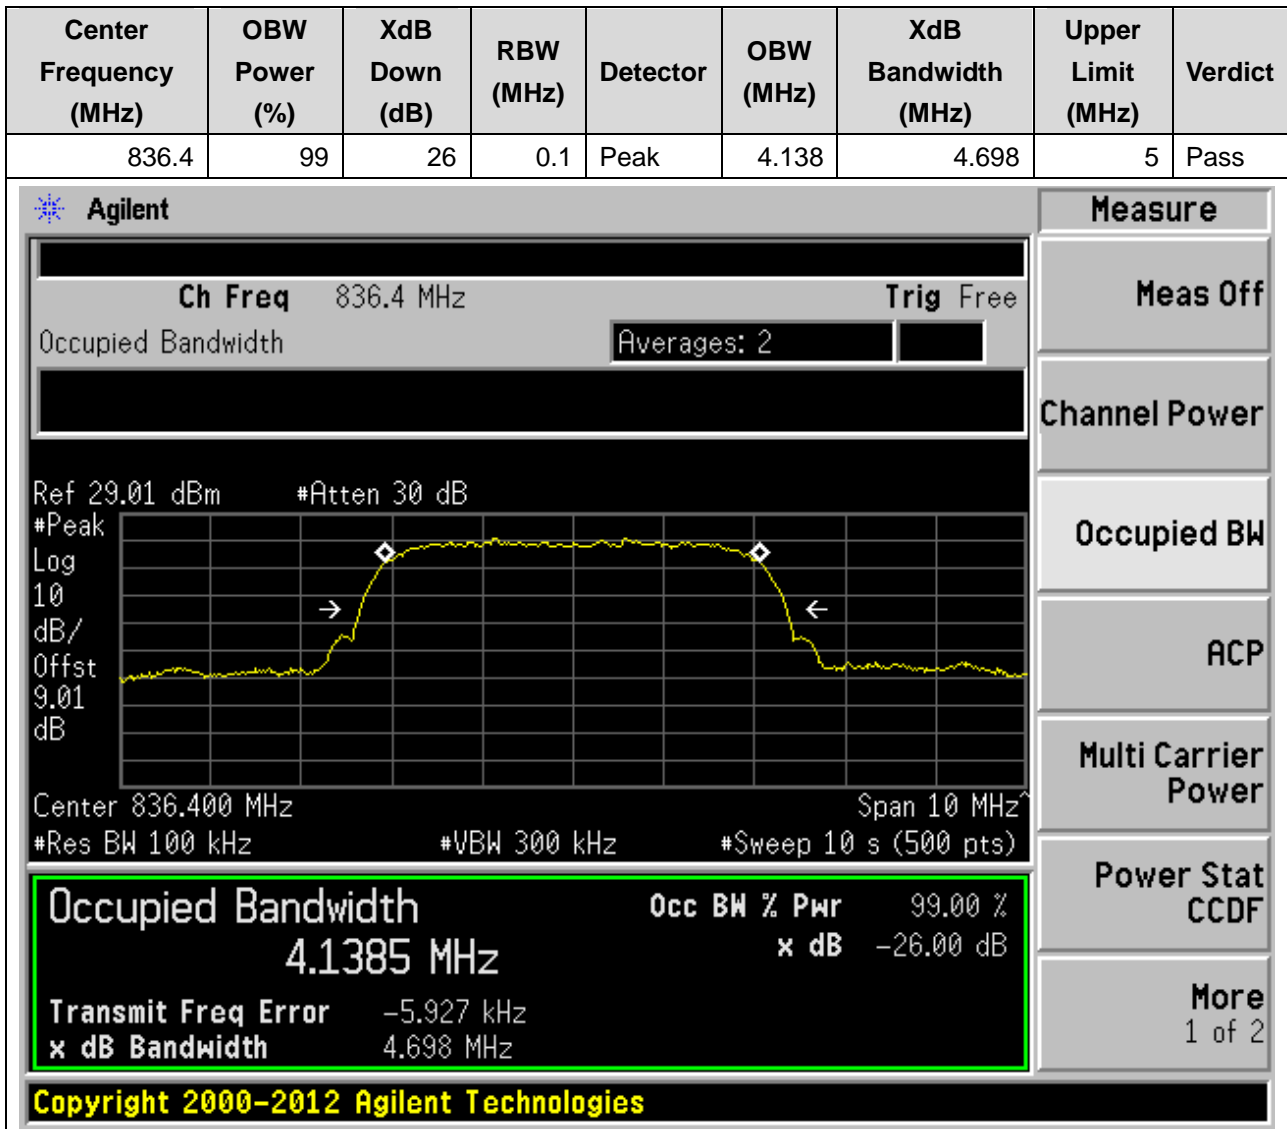 Center Frequency (MHz) OBW Power (%) XdB Down (dB) RBW (MHz) Detector OBW (MHz) XdB Bandwidth (MHz) Upper Limit (MHz) Verdict
836.4 99 26 0.1 Peak 4.138 4.698 5 Pass
Agilent
Measure
Ch Freq 836.4 MHz Trig Free
Meas Off
Occupied Bandwidth Averages: 2
Channel Power
Ref 29.01 dBm #Atten 30 dB
#Peak
Log
10
dB/
Offst
9.01
dB
Occupied BW
ACP
Multi Carrier
Power
Center 836.400 MHz Span 10 MHz^
#Res BW 100 kHz #VBW 300 kHz #Sweep 10 s (500 pts)
Power Stat
CCDF
Occupied Bandwidth Occ BW % Pwr 99.00 %
4.1385 MHz x dB -26.00 dB
Transmit Freq Error -5.927 kHz
x dB Bandwidth 4.698 MHz
More
1 of 2
Copyright 2000-2012 Agilent Technologies